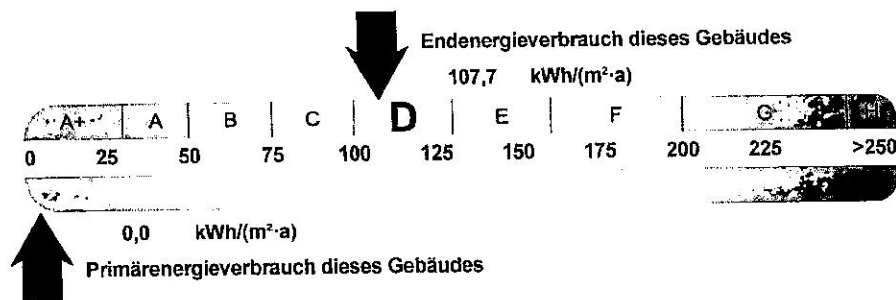 Endenergieverbrauch dieses Gebäudes
107,7 kWh/(m²·a)
A+ A B C D E F G H
0 25 50 75 100 125 150 175 200 225 >250
0,0 kWh/(m²·a)
Primärenergieverbrauch dieses Gebäudes